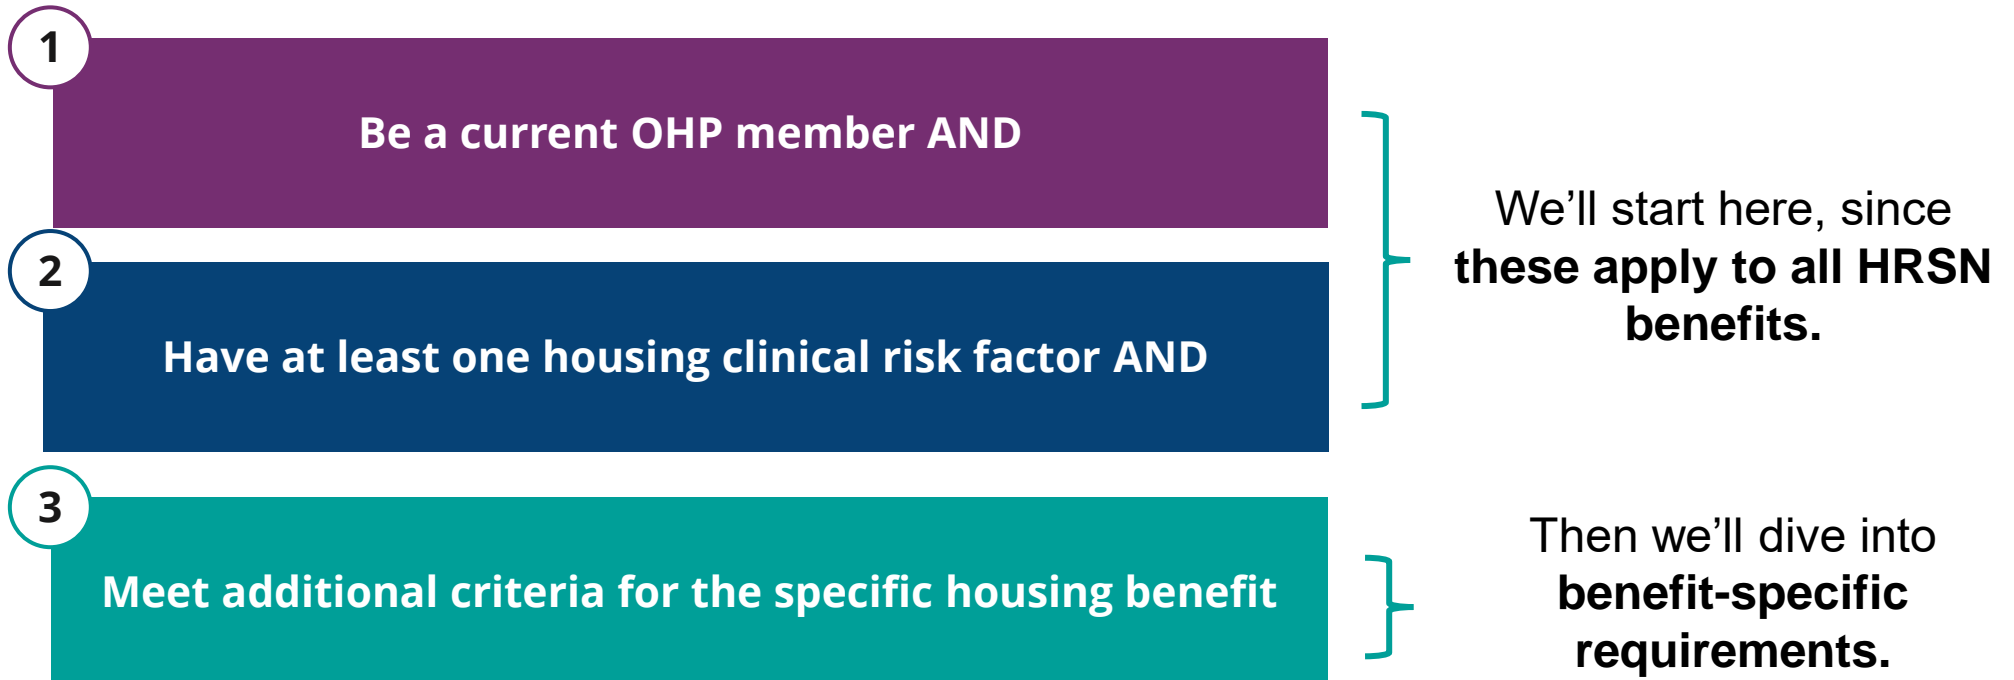 1
Be a current OHP member AND
2
Have at least one housing clinical risk factor AND
We’ll start here, since
these apply to all HRSN
benefits.
3
Meet additional criteria for the specific housing benefit
Then we’ll dive into
benefit-specific
requirements.